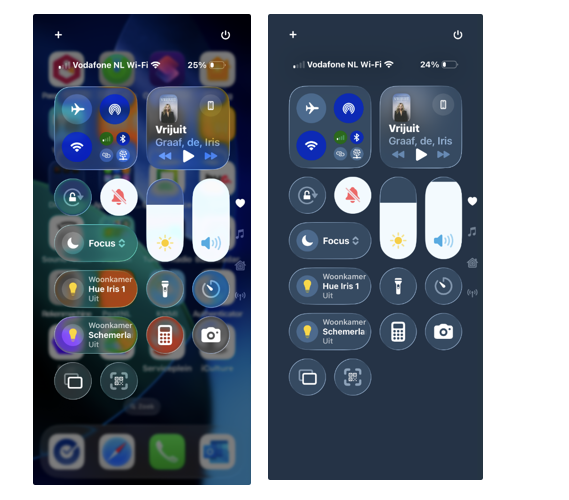 Vodafone NL Wi-Fi 25%
Vrijuit
Graaf, de, Iris
Focus
Woonkamer
Hue Iris 1
Uit
Woonkamer
Schemerla
Uit
Vodafone NL Wi-Fi 24%
Vrijuit
Graaf, de, Iris
Focus
Woonkamer
Hue Iris 1
Uit
Woonkamer
Schemerla
Uit